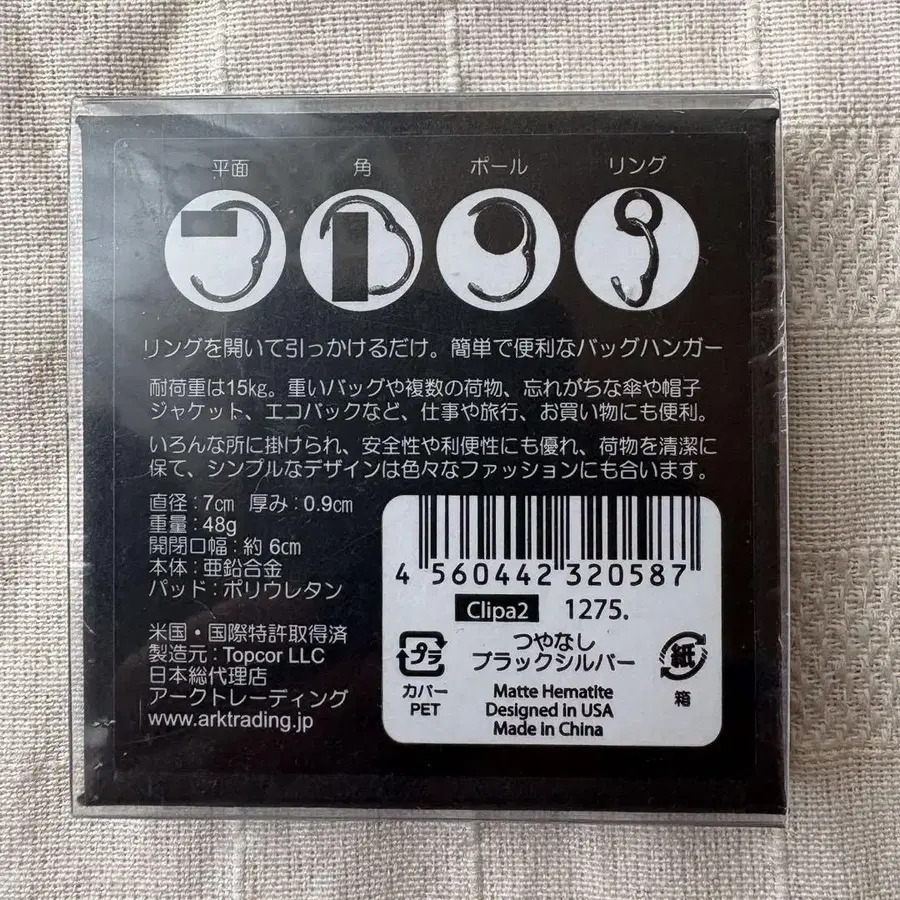 平面 角 ポール リング
リングを開いて引っかけるだけ。簡単で便利なバッグハンガー
耐荷重は15kg。重いバッグや複数の荷物、忘れがちな傘や帽子
ジャケット、エコバックなど、仕事や旅行、お買い物にも便利。
いろんな所に掛けられ、安全性や利便性にも優れ、荷物を清潔に
保て、シンプルなデザインは色々なファッションにも合います。
直径：7cm 厚み：0.9cm
重量：48g
開閉口幅：約 6cm
本体：亜鉛合金
パッド：ポリウレタン
米国・国際特許取得済
製造元：Topcor LLC
日本総代理店
アークトレーディング
www.arktrading.jp
4 560442 320587
Clipa2 1275.
つやなし
ブラックシルバー
Matte Hematite
Designed in USA
Made in China
プラ
カバー
PET
紙
箱